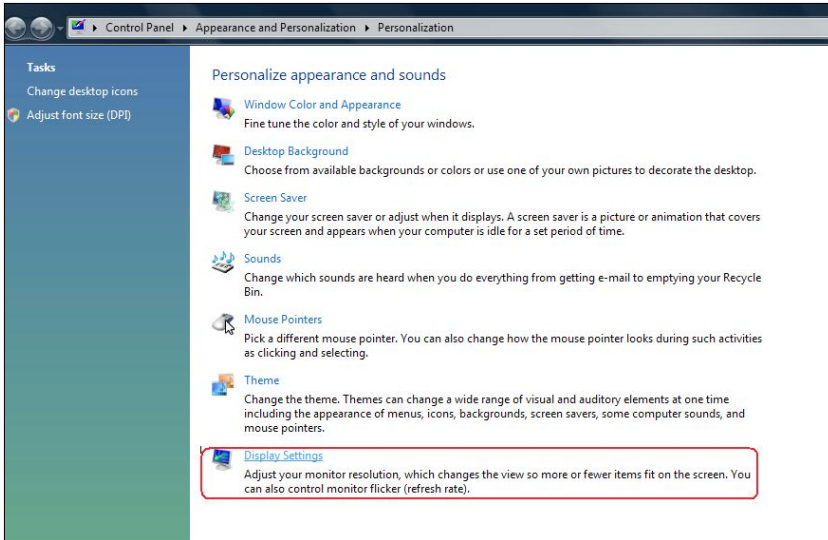 Control Panel ▸ Appearance and Personalization ▸ Personalization
Tasks
Change desktop icons
Adjust font size (DPI)
Personalize appearance and sounds
Window Color and Appearance
Fine tune the color and style of your windows.
Desktop Background
Choose from available backgrounds or colors or use one of your own pictures to decorate the desktop.
Screen Saver
Change your screen saver or adjust when it displays. A screen saver is a picture or animation that covers
your screen and appears when your computer is idle for a set period of time.
Sounds
Change which sounds are heard when you do everything from getting e-mail to emptying your Recycle
Bin.
Mouse Pointers
Pick a different mouse pointer. You can also change how the mouse pointer looks during such activities
as clicking and selecting.
Theme
Change the theme. Themes can change a wide range of visual and auditory elements at one time
including the appearance of menus, icons, backgrounds, screen savers, some computer sounds, and
mouse pointers.
Display Settings
Adjust your monitor resolution, which changes the view so more or fewer items fit on the screen. You
can also control monitor flicker (refresh rate).